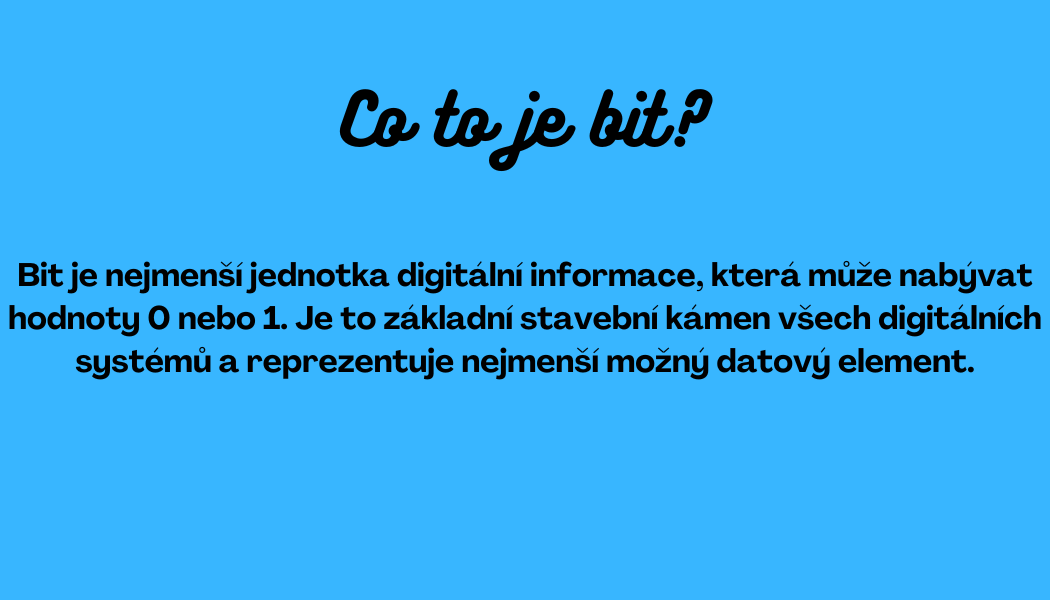 Co to je bit?
Bit je nejmenší jednotka digitální informace, která může nabývat
hodnoty 0 nebo 1. Je to základní stavební kámen všech digitálních
systémů a reprezentuje nejmenší možný datový element.